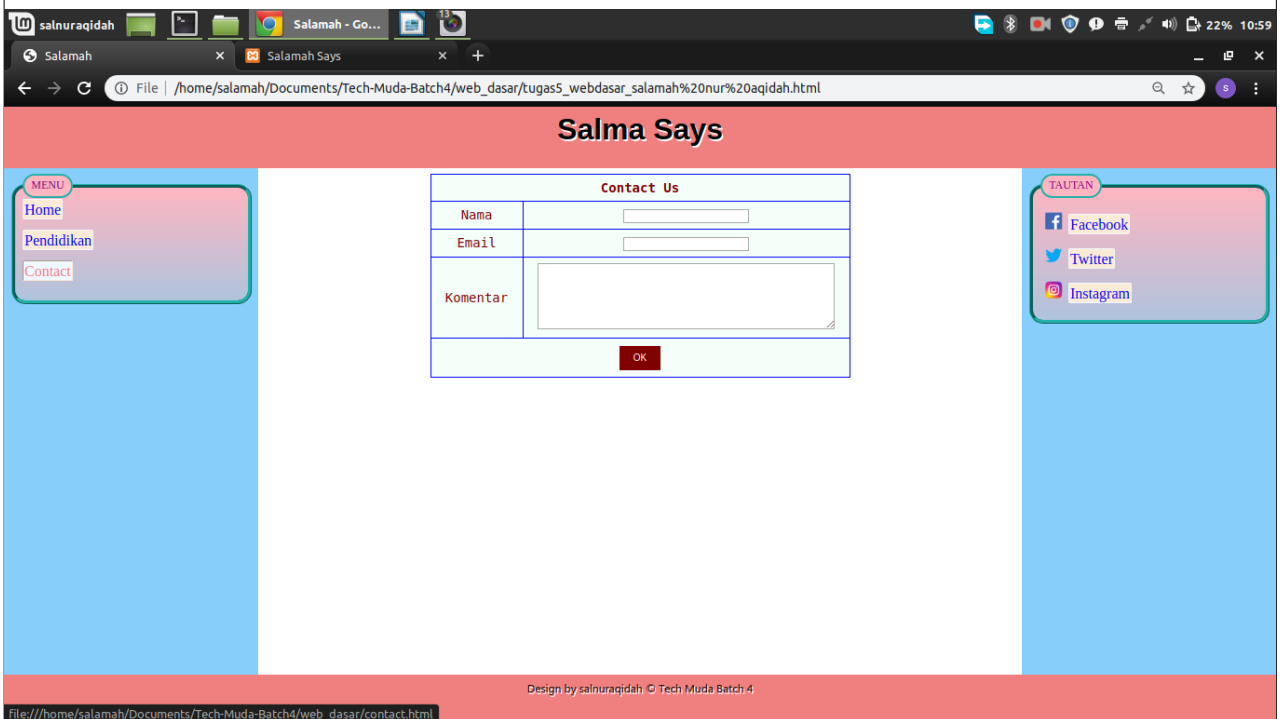 salnuraqidah Salamah - Go... 13 22% 10:59
Salamah Salamah Says
File /home/salamah/Documents/Tech-Muda-Batch4/web_dasar/tugas5_webdasar_salamah%20nur%20aqidah.html S
Salma Says
MENU
Home
Pendidikan
Contact
Contact Us
Nama
Email
Komentar
OK
TAUTAN
Facebook
Twitter
Instagram
Design by salnuraqidah © Tech Muda Batch 4
file:///home/salamah/Documents/Tech-Muda-Batch4/web_dasar/contact.html